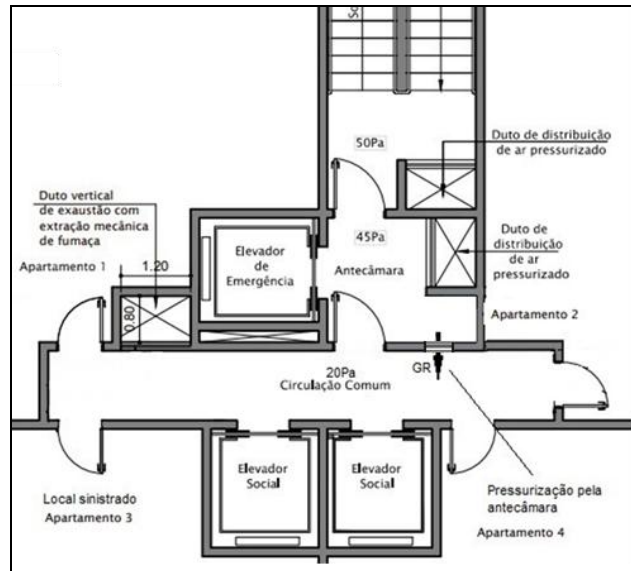 50Pa
Duto de distribuição
de ar pressurizado
Duto vertical
de exaustão com
extração mecânica
de fumaça
45Pa
Elevador
de
Emergência
Antecâmara
Duto de
distribuição
de ar
pressurizado
Apartamento 1
1.20
0.80
Apartamento 2
20Pa
Circulação Comum
GR
Elevador
Social
Elevador
Social
Pressurização pela
antecâmara
Local sinistrado
Apartamento 3
Apartamento 4